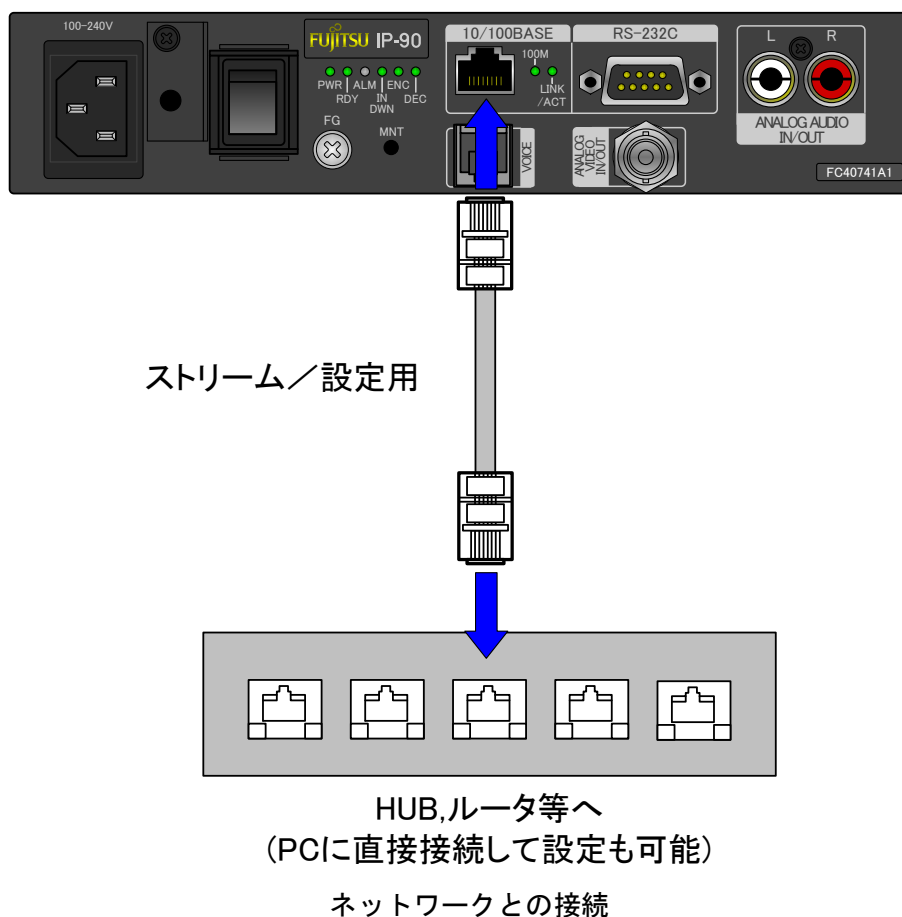 100-240V
FUJITSU IP-90
PWR ALM ENC
RDY IN DEC
DWN
FG
MNT
10/100BASE
100M
LINK
/ACT
RS-232C
VOICE
ANALOG
VIDEO
IN/OUT
L R
ANALOG AUDIO
IN/OUT
FC40741A1
ストリーム／設定用
HUB,ルータ等へ
(PCに直接接続して設定も可能)
ネットワークとの接続